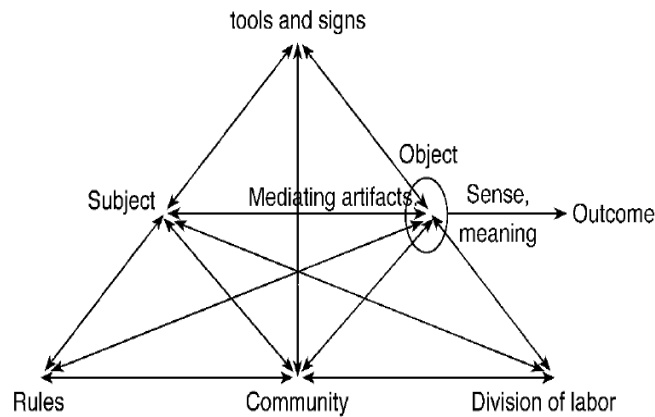 tools and signs
Object
Subject
Mediating artifacts
Sense,
meaning
Outcome
Rules
Community
Division of labor